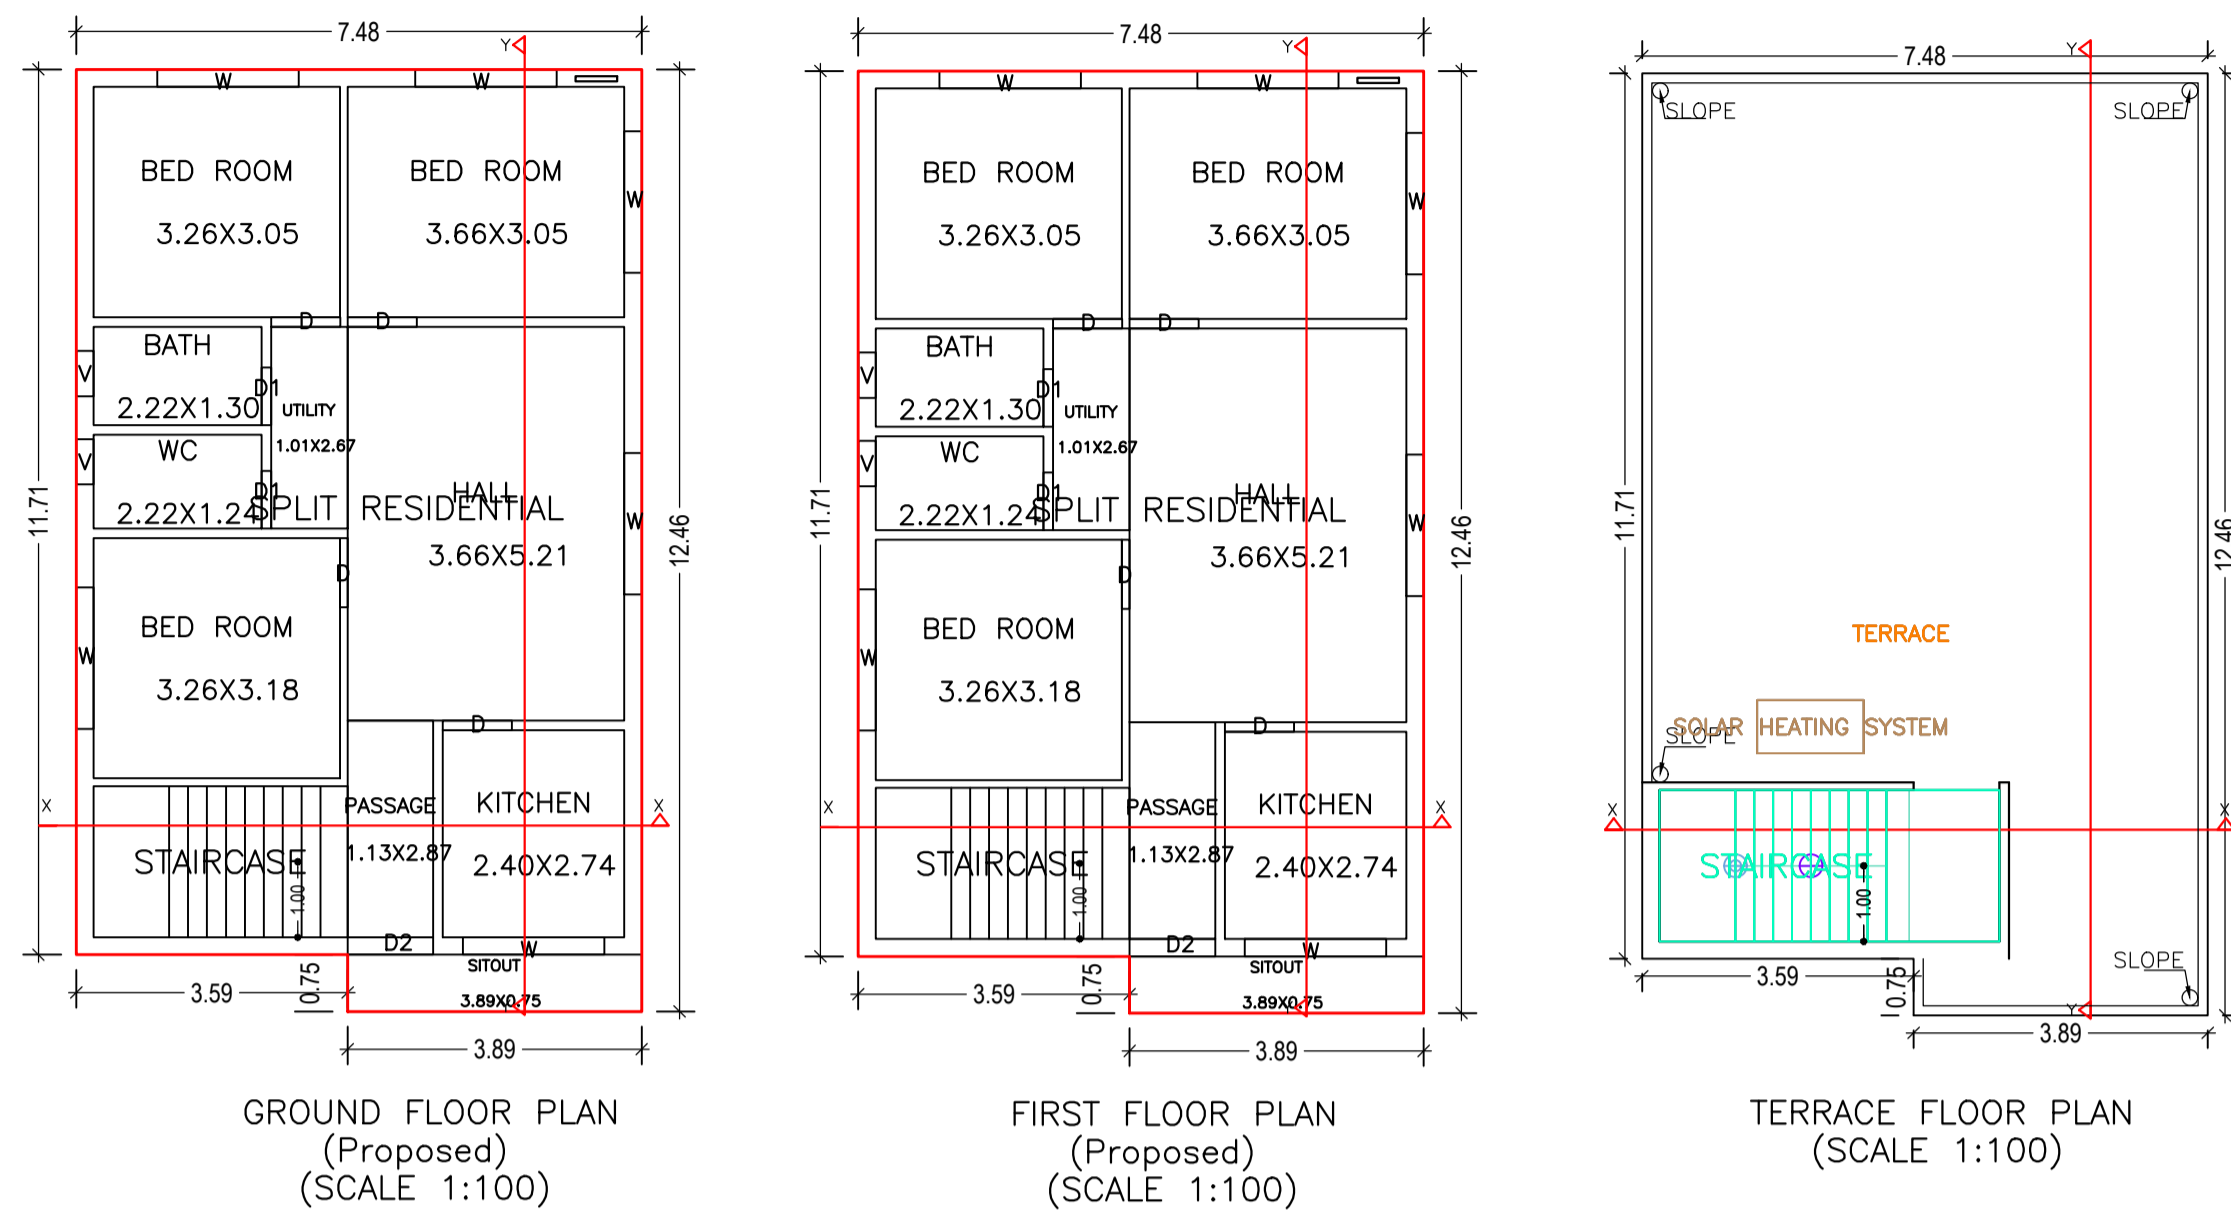 7.48
Y
W
W
BED ROOM
3.26X3.05
BED ROOM
3.66X3.05
W
D
D
BATH
2.22X1.30
V
D1
UTILITY
1.01X2.67
WC
2.22X1.24
V
D1
HALL
SPLIT RESIDENTIAL
3.66X5.21
W
11.71
12.46
D
BED ROOM
3.26X3.18
W
D
X
X
PASSAGE
1.13X2.87
KITCHEN
2.40X2.74
STAIRCASE
1.00
D2
W
SITOUT
3.89X0.75
Y
3.59
0.75
3.89
GROUND FLOOR PLAN
(Proposed)
(SCALE 1:100)
7.48
Y
W
W
BED ROOM
3.26X3.05
BED ROOM
3.66X3.05
W
D
D
BATH
2.22X1.30
V
D1
UTILITY
1.01X2.67
WC
2.22X1.24
V
D1
HALL
SPLIT RESIDENTIAL
3.66X5.21
W
11.71
12.46
D
BED ROOM
3.26X3.18
W
D
X
X
PASSAGE
1.13X2.87
KITCHEN
2.40X2.74
STAIRCASE
1.00
D2
W
SITOUT
3.89X0.75
Y
3.59
0.75
3.89
FIRST FLOOR PLAN
(Proposed)
(SCALE 1:100)
7.48
Y
SLOPE
SLOPE
11.71
12.46
TERRACE
SOLAR HEATING SYSTEM
SLOPE
X
X
STAIRCASE
1.00
SLOPE
3.59
0.75
Y
3.89
TERRACE FLOOR PLAN
(SCALE 1:100)